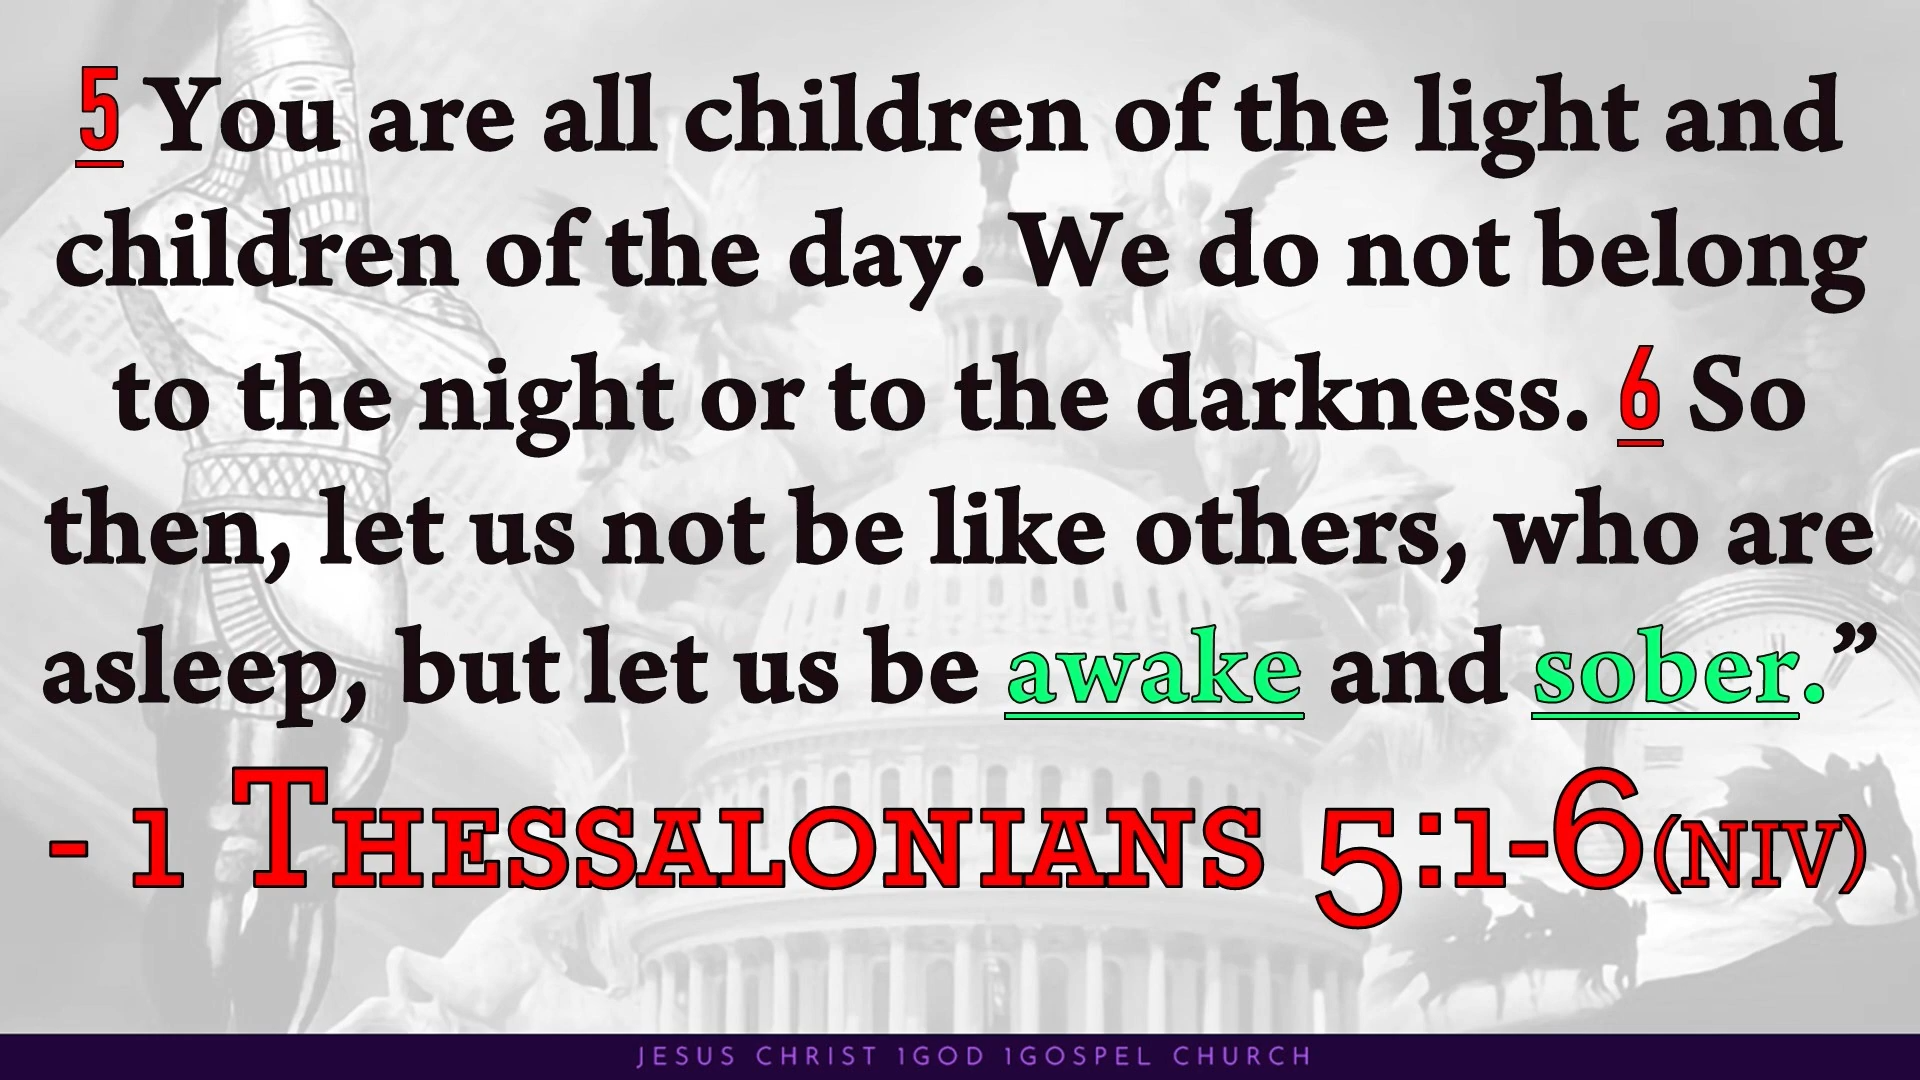 5 You are all children of the light and
children of the day. We do not belong
to the night or to the darkness. 6 So
then, let us not be like others, who are
asleep, but let us be awake and sober.”
- 1 Thessalonians 5:1-6(NIV)
JESUS CHRIST 1GOD 1GOSPEL CHURCH